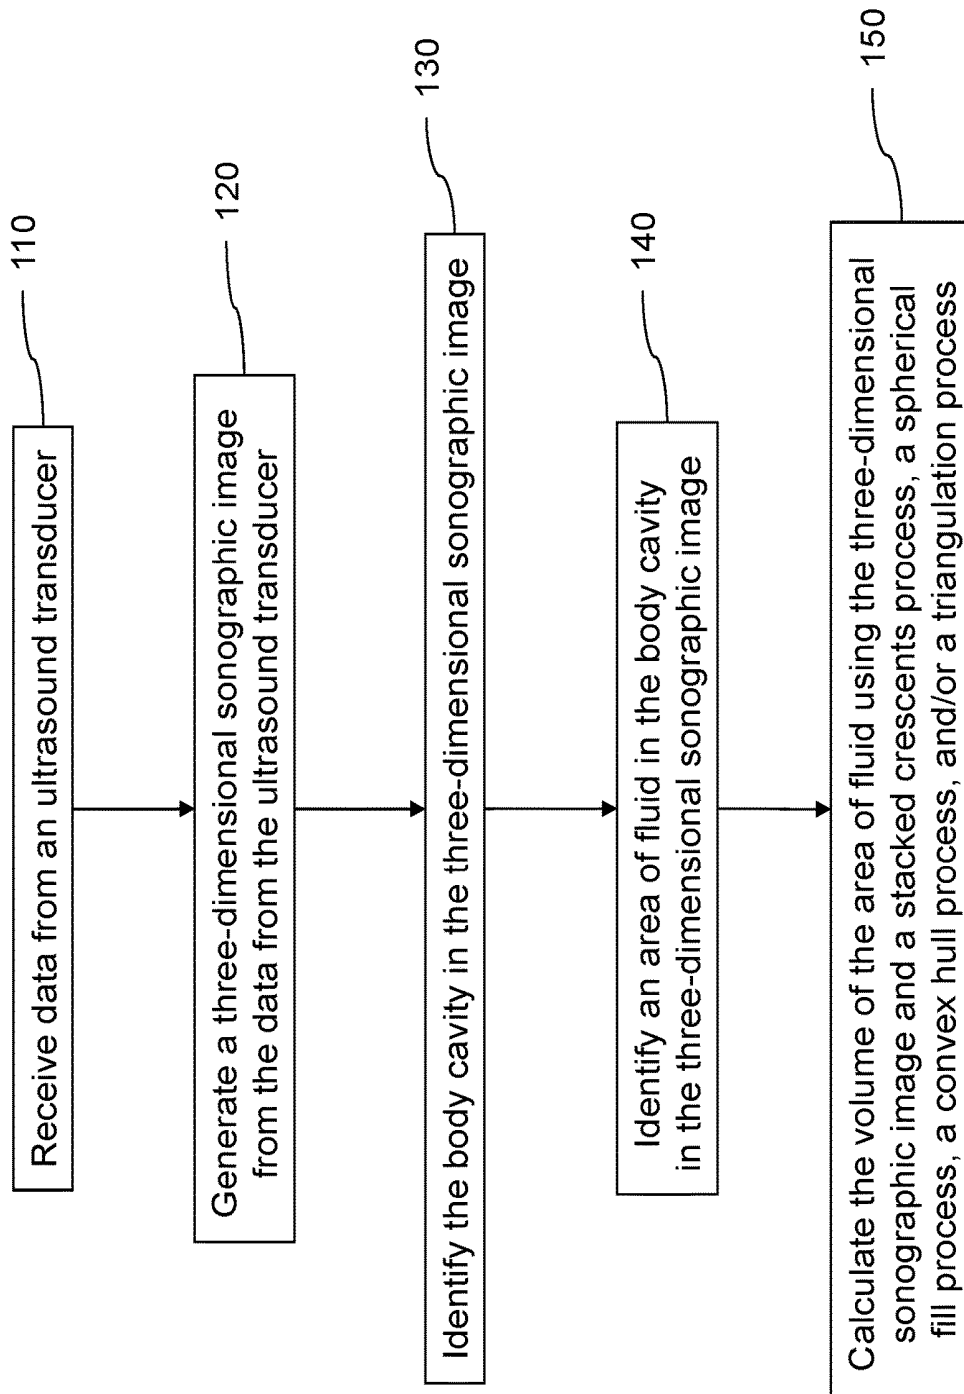 110
Receive data from an ultrasound transducer
120
Generate a three-dimensional sonographic image
from the data from the ultrasound transducer
130
Identify the body cavity in the three-dimensional sonographic image
140
Identify an area of fluid in the body cavity
in the three-dimensional sonographic image
150
Calculate the volume of the area of fluid using the three-dimensional
sonographic image and a stacked crescents process, a spherical
fill process, a convex hull process, and/or a triangulation process